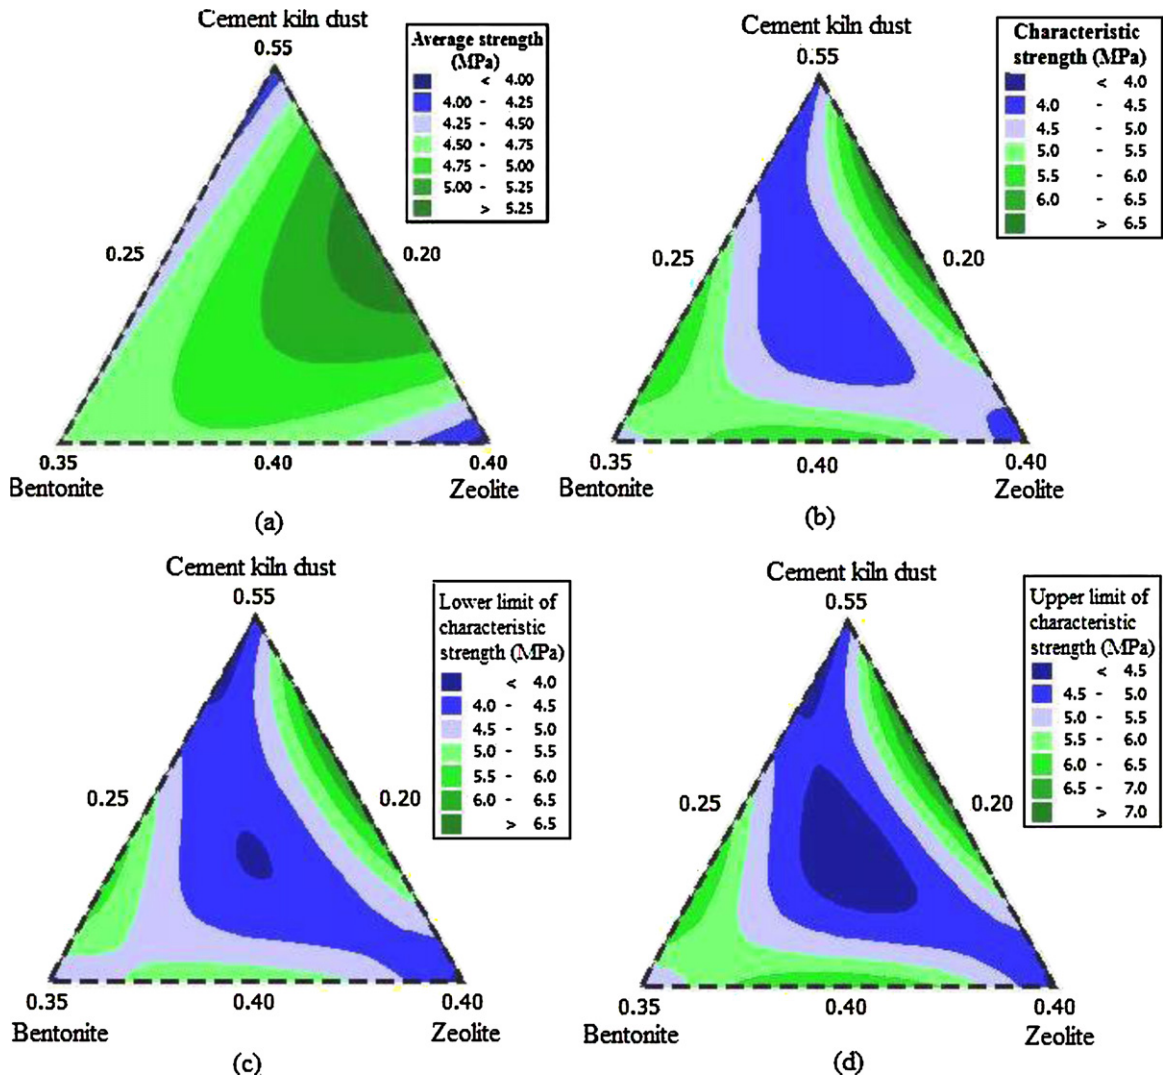 Cement kiln dust
0.55
Average strength
(MPa)
< 4.00
4.00 - 4.25
4.25 - 4.50
4.50 - 4.75
4.75 - 5.00
5.00 - 5.25
> 5.25
0.25
0.20
0.35
0.40
0.40
Bentonite
Zeolite
(a)
Cement kiln dust
0.55
Characteristic
strength (MPa)
< 4.0
4.0 - 4.5
4.5 - 5.0
5.0 - 5.5
5.5 - 6.0
6.0 - 6.5
> 6.5
0.25
0.20
0.35
0.40
0.40
Bentonite
Zeolite
(b)
Cement kiln dust
0.55
Lower limit of
characteristic
strength (MPa)
< 4.0
4.0 - 4.5
4.5 - 5.0
5.0 - 5.5
5.5 - 6.0
6.0 - 6.5
> 6.5
0.25
0.20
0.35
0.40
0.40
Bentonite
Zeolite
(c)
Cement kiln dust
0.55
Upper limit of
characteristic
strength (MPa)
< 4.5
4.5 - 5.0
5.0 - 5.5
5.5 - 6.0
6.0 - 6.5
6.5 - 7.0
> 7.0
0.25
0.20
0.35
0.40
0.40
Bentonite
Zeolite
(d)